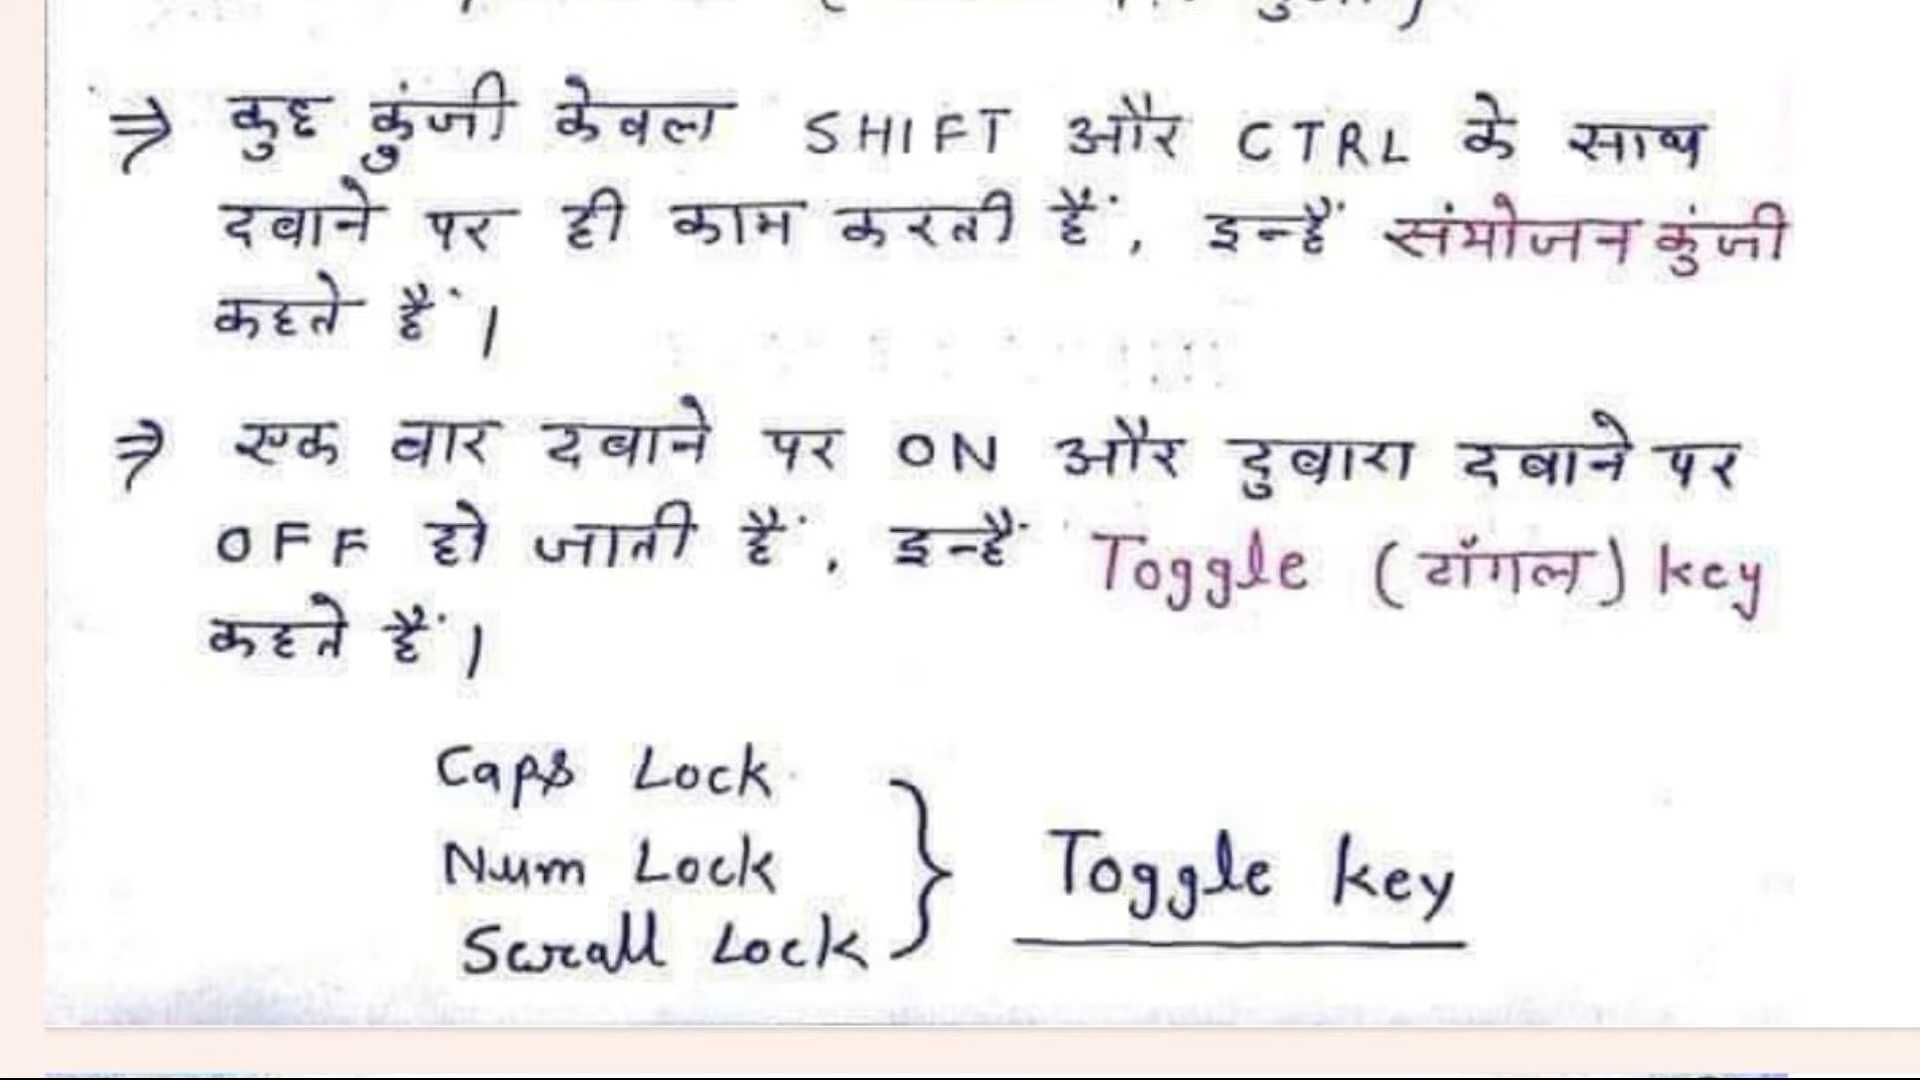 ⇒ कुछ कुंजी केवल SHIFT और CTRL के साथ
दबाने पर ही काम करती हैं, इन्हें संयोजन कुंजी
कहते हैं।
⇒ एक बार दबाने पर ON और दुबारा दबाने पर
OFF हो जाती हैं, इन्हें Toggle (टॉगल) key
कहते हैं।
Caps Lock
Num Lock
Scrall Lock
} Toggle key